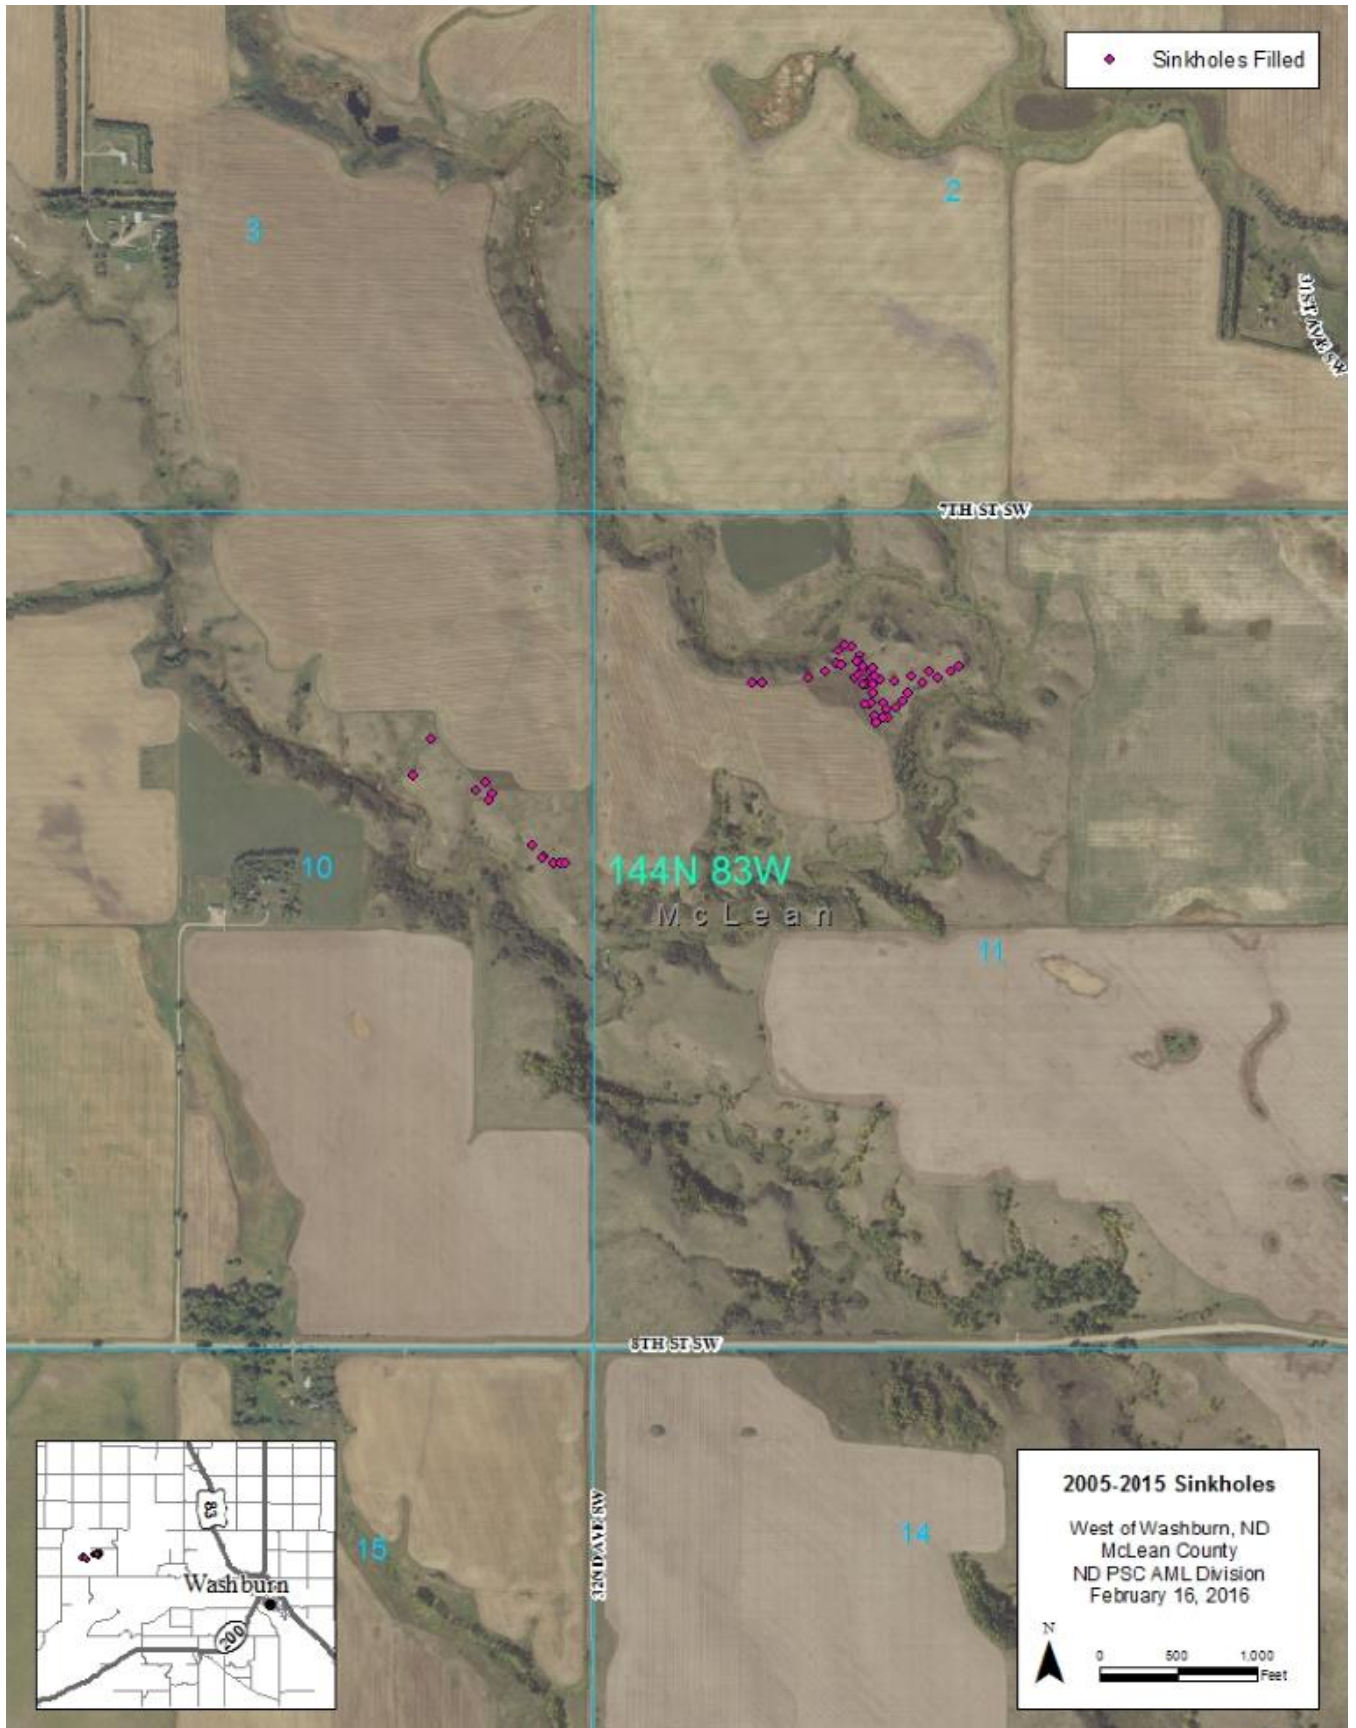 Sinkholes Filled
2
3
31ST AVE SW
7TH ST SW
10
144N 83W
McLean
11
8TH ST SW
32ND AVE SW
15
14
83
Washburn
200
2005-2015 Sinkholes
West of Washburn, ND
McLean County
ND PSC AML Division
February 16, 2016
N
0 500 1,000
Feet